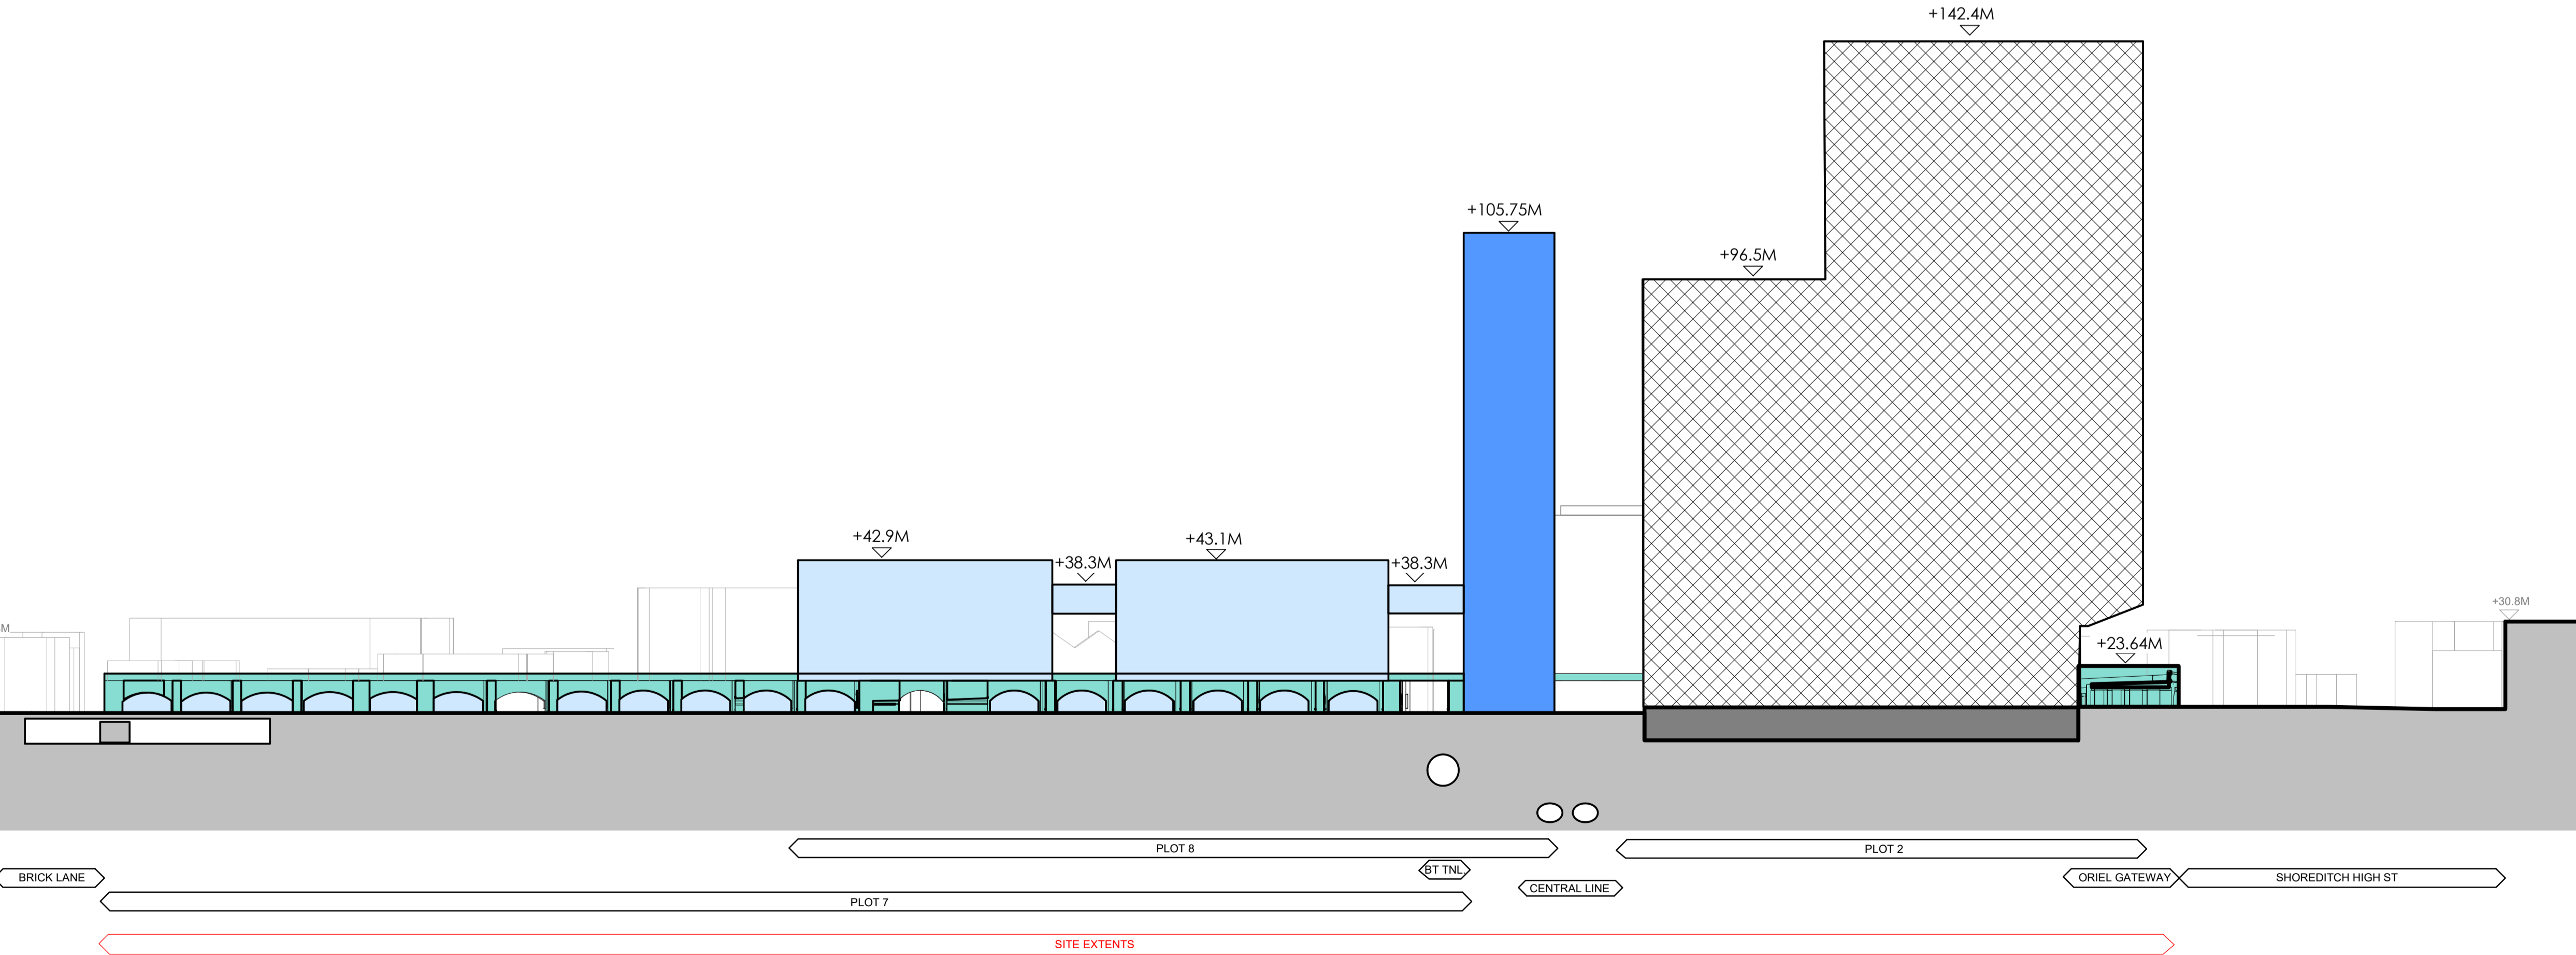 +142.4M
+105.75M
+96.5M
+42.9M
+43.1M
+38.3M
+38.3M
+30.8M
M
+23.64M
PLOT 8
PLOT 2
BT TNL.
BRICK LANE
ORIEL GATEWAY
SHOREDITCH HIGH ST
CENTRAL LINE
PLOT 7
SITE EXTENTS